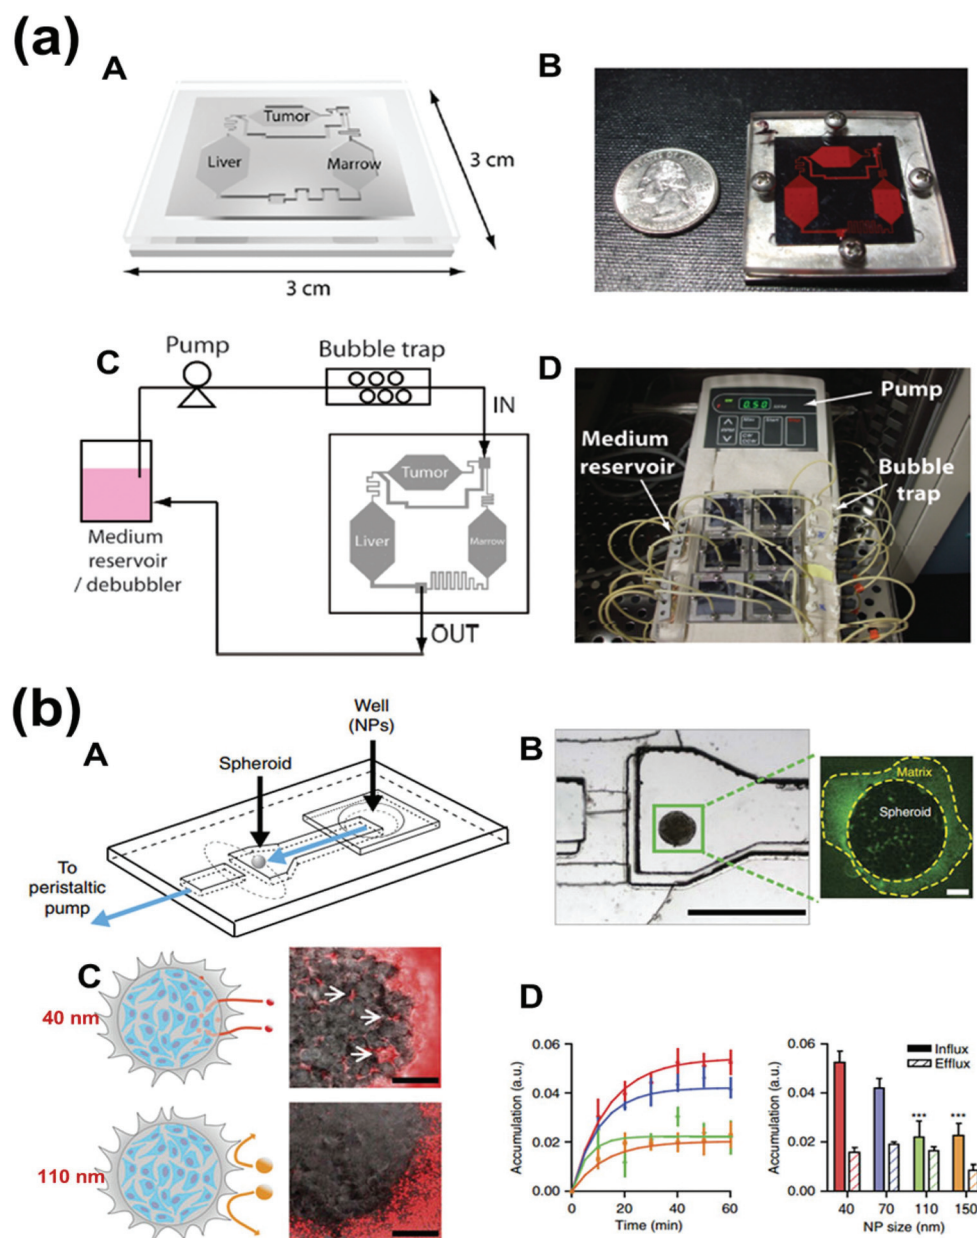 (a)
A
Tumor
Liver
Marrow
3 cm
3 cm
B
C
Pump
Bubble trap
IN
Tumor
Liver
Marrow
Medium
reservoir
/ debubbler
OUT
D
0.50
Pump
Medium
reservoir
Bubble
trap
(b)
A
Well
(NPs)
Spheroid
To
peristaltic
pump
B
Matrix
Spheroid
C
40 nm
110 nm
D
Accumulation (a.u.)
0.06
0.04
0.02
0.00
0 20 40 60
Time (min)
Accumulation (a.u.)
0.06
0.04
0.02
0.00
Influx
Efflux
*** ***
40 70 110 150
NP size (nm)